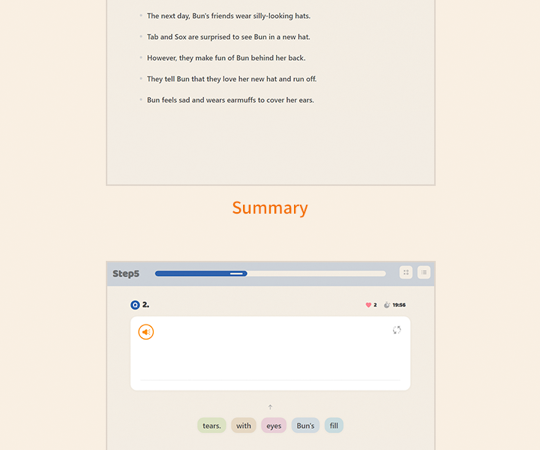 The next day, Bun's friends wear silly-looking hats.
Tab and Sox are surprised to see Bun in a new hat.
However, they make fun of Bun behind her back.
They tell Bun that they love her new hat and run off.
Bun feels sad and wears earmuffs to cover her ears.
Summary
Step5
Q 2.
2 19:56
tears. with eyes Bun's fill